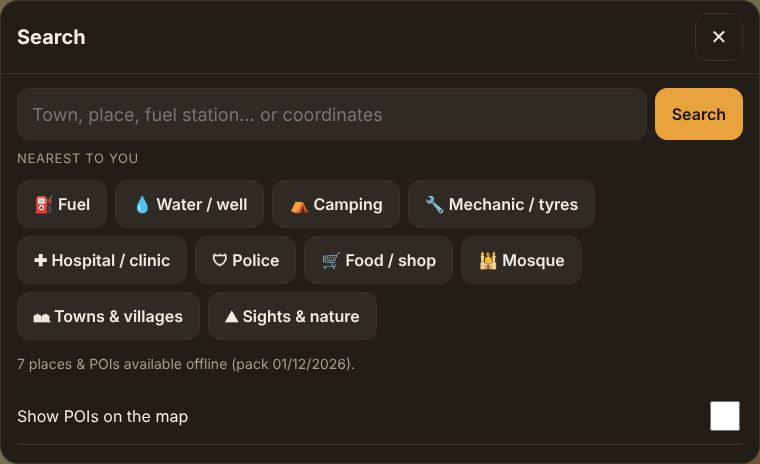 Search
Town, place, fuel station... or coordinates
Search
NEAREST TO YOU
Fuel
Water / well
Camping
Mechanic / tyres
Hospital / clinic
Police
Food / shop
Mosque
Towns & villages
Sights & nature
7 places & POIs available offline (pack 01/12/2026).
Show POIs on the map